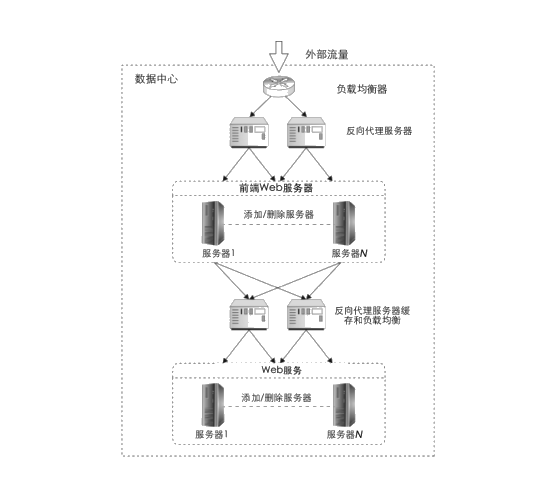 外部流量
数据中心
负载均衡器
反向代理服务器
前端Web服务器
添加/删除服务器
服务器1
服务器N
反向代理服务器缓
存和负载均衡
Web服务
添加/删除服务器
服务器1
服务器N